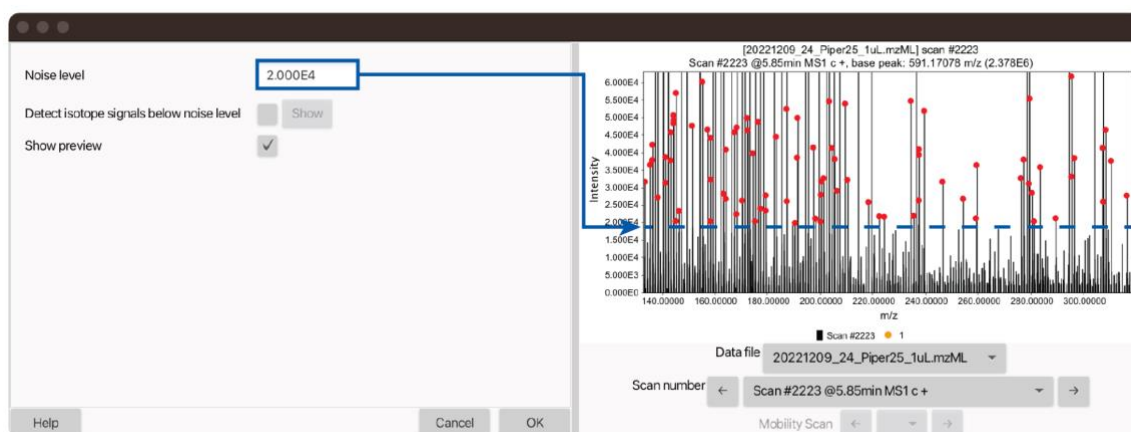 Noise level
2.000E4
Detect isotope signals below noise level
Show
Show preview
Help
Cancel
OK
[20221209_24_Piper25_1uL.mzML] scan #2223
Scan #2223 @5.85min MS1 c +, base peak: 591.17078 m/z (2.378E6)
Intensity
6.000E4
5.500E4
5.000E4
4.500E4
4.000E4
3.500E4
3.000E4
2.500E4
2.000E4
1.500E4
1.000E4
5.000E3
0.000E0
140.00000 160.00000 180.00000 200.00000 220.00000 240.00000 260.00000 280.00000 300.00000
m/z
Scan #2223 1
Data file 20221209_24_Piper25_1uL.mzML
Scan number ← Scan #2223 @5.85min MS1 c + →
Mobility Scan ← →